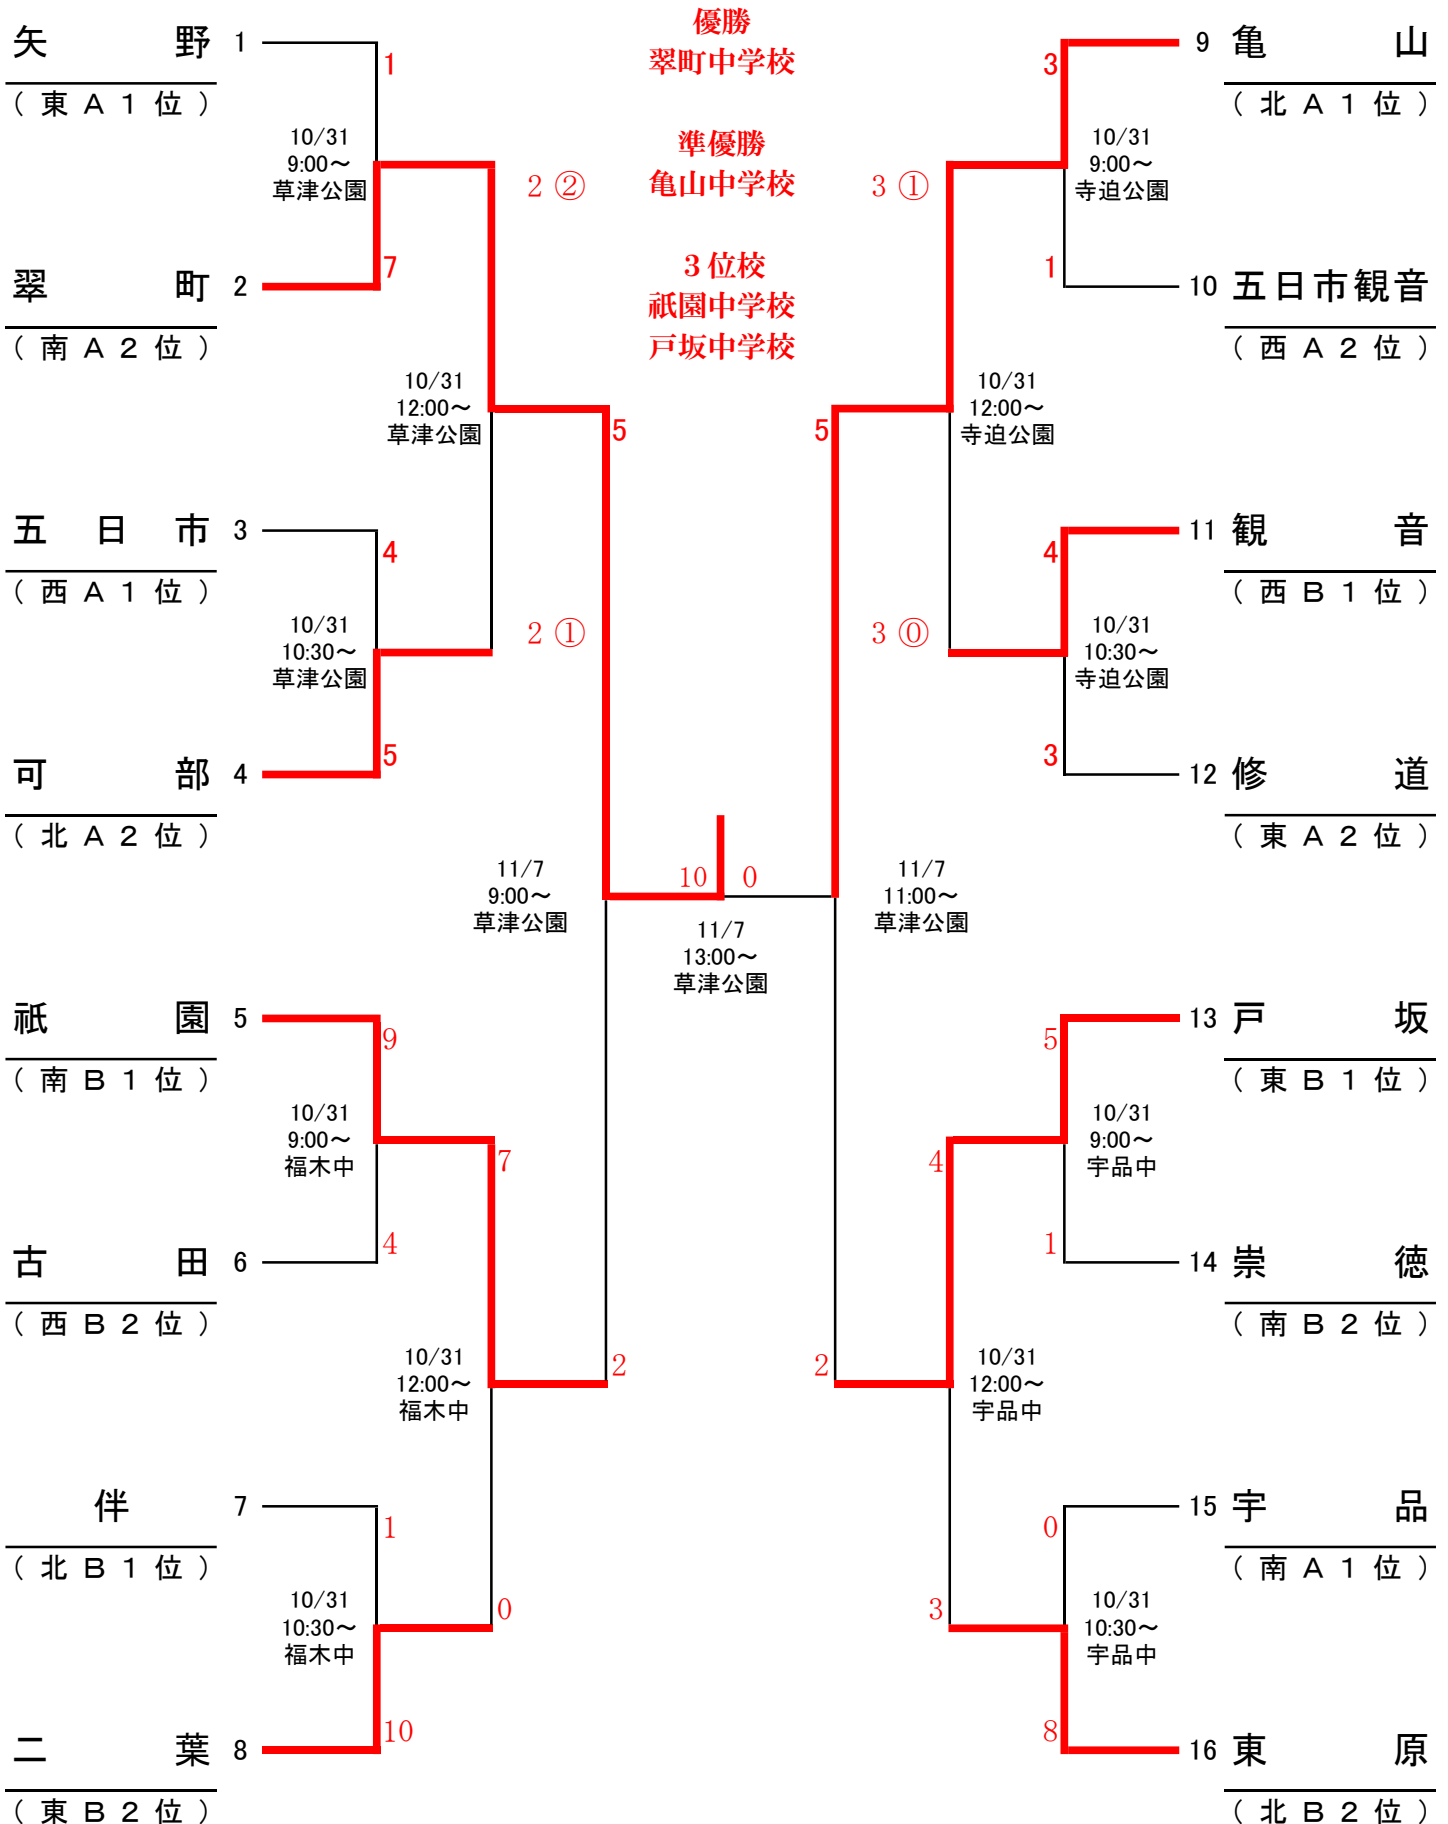 優勝
翠町中学校
準優勝
亀山中学校
３位校
祇園中学校
戸坂中学校
矢野 1
（東Ａ１位）
1
10/31
9:00～
草津公園
7
翠町 2
（南Ａ２位）
2 ②
10/31
12:00～
草津公園
5
五日市 3
（西Ａ１位）
4
10/31
10:30～
草津公園
2 ①
5
可部 4
（北Ａ２位）
11/7
9:00～
草津公園
10 0
11/7
13:00～
草津公園
祇園 5
（南Ｂ１位）
9
10/31
9:00～
福木中
7
4
古田 6
（西Ｂ２位）
10/31
12:00～
福木中
2
伴 7
（北Ｂ１位）
1
10/31
10:30～
福木中
0
10
二葉 8
（東Ｂ２位）
9 亀山
（北Ａ１位）
3
10/31
9:00～
寺迫公園
3 ①
1
10 五日市観音
（西Ａ２位）
10/31
12:00～
寺迫公園
5
11 観音
（西Ｂ１位）
4
10/31
10:30～
寺迫公園
3 ⓪
3
12 修道
（東Ａ２位）
11/7
11:00～
草津公園
13 戸坂
（東Ｂ１位）
5
10/31
9:00～
宇品中
4
1
14 崇徳
（南Ｂ２位）
10/31
12:00～
宇品中
2
15 宇品
（南Ａ１位）
0
10/31
10:30～
宇品中
3
8
16 東原
（北Ｂ２位）